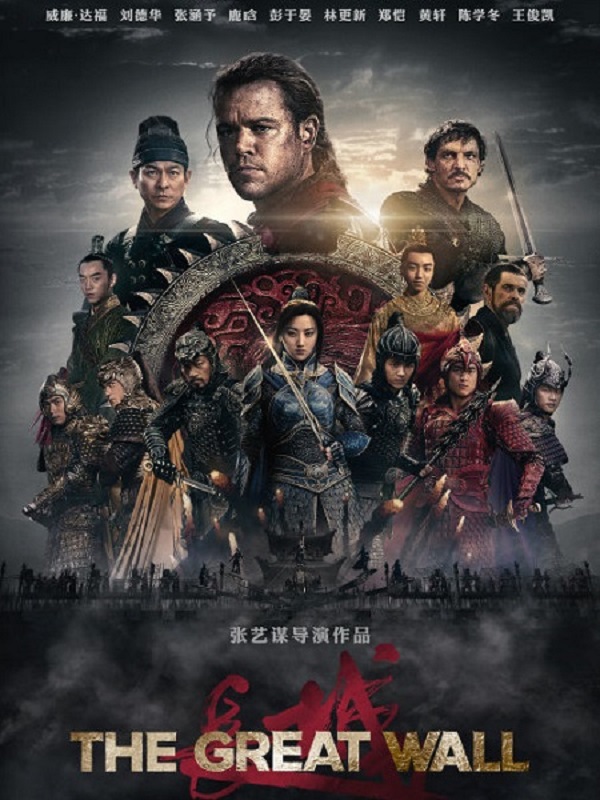 威廉·达福 刘德华 张涵予 鹿晗 彭于晏 林更新 郑恺 黄轩 陈学冬 王俊凯
张艺谋导演作品
長城
THE GREAT WALL